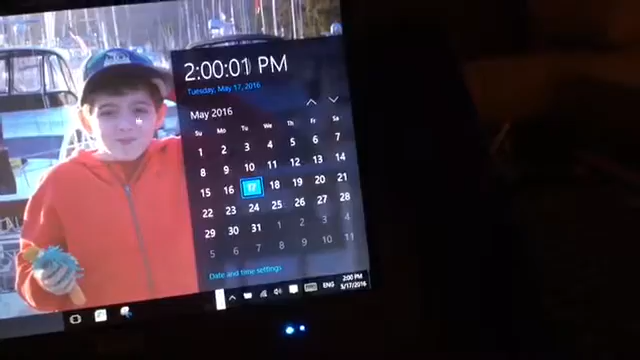 2:00:01 PM
Tuesday, May 17, 2016
May 2016
Su Mo Tu We Th Fr Sa
1 2 3 4 5 6 7
8 9 10 11 12 13 14
15 16 17 18 19 20 21
22 23 24 25 26 27 28
29 30 31 1 2 3 4
5 6 7 8 9 10 11
Date and time settings
ENG
2:00 PM
5/17/2016